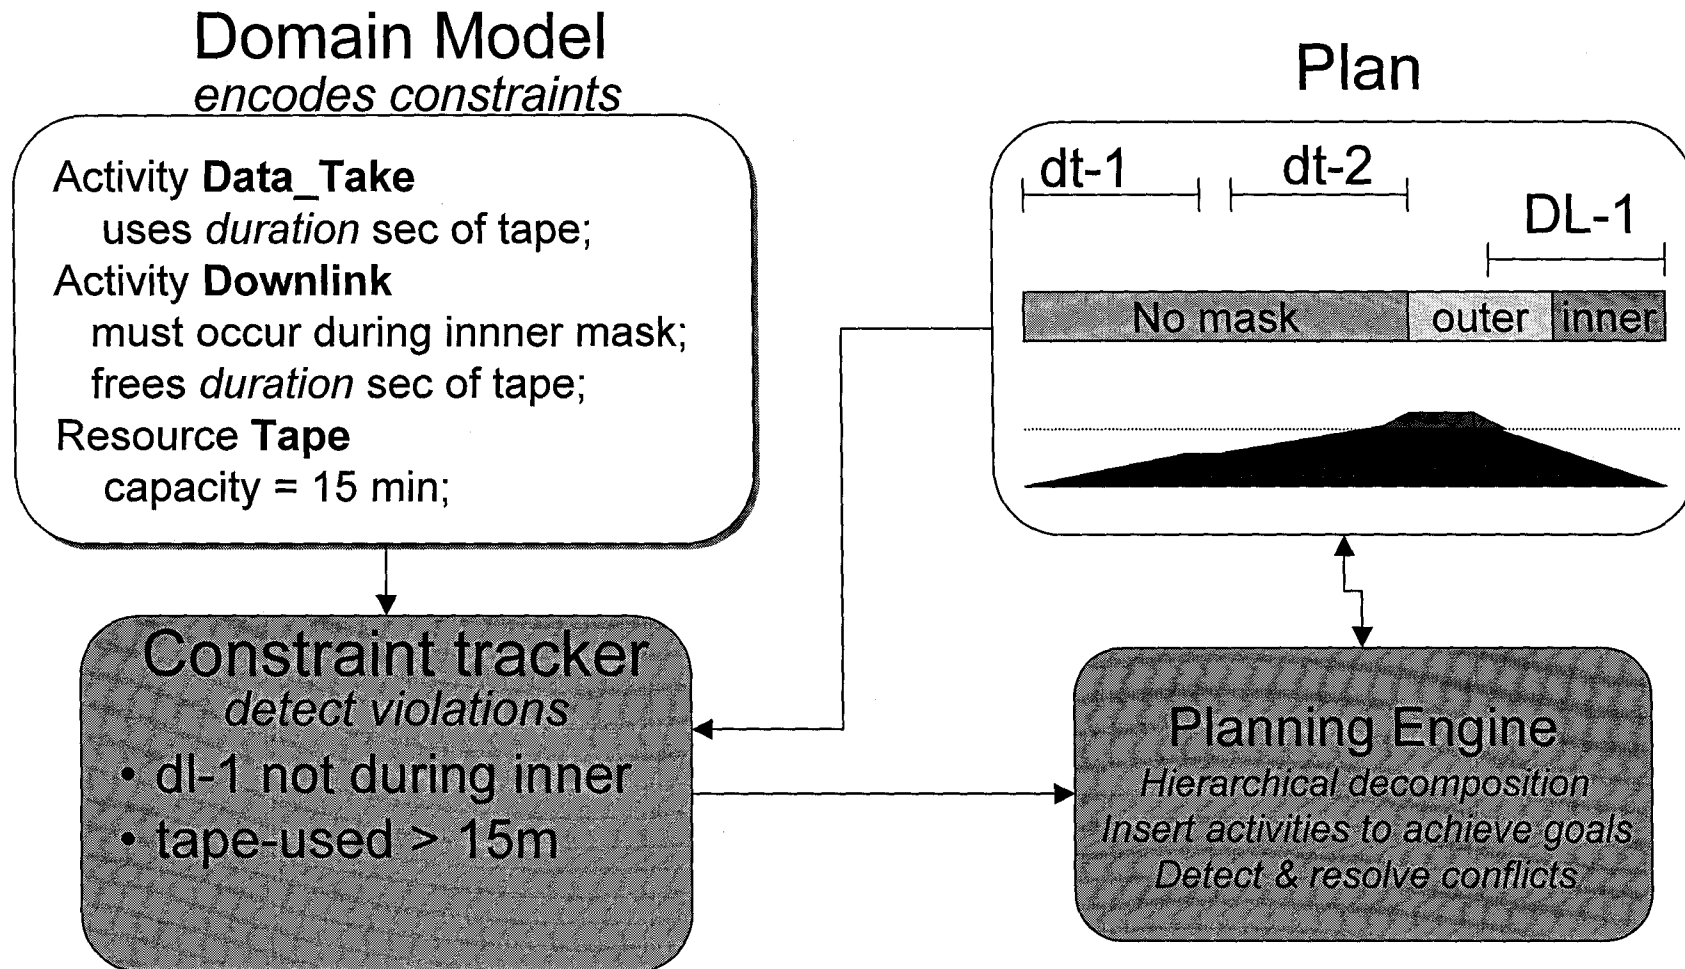 Domain Model
encodes constraints
Activity Data_Take
uses duration sec of tape;
Activity Downlink
must occur during innner mask;
frees duration sec of tape;
Resource Tape
capacity = 15 min;
Plan
dt-1
dt-2
DL-1
No mask
outer
inner
Constraint tracker
detect violations
• dl-1 not during inner
• tape-used > 15m
Planning Engine
Hierarchical decomposition
Insert activities to achieve goals
Detect & resolve conflicts